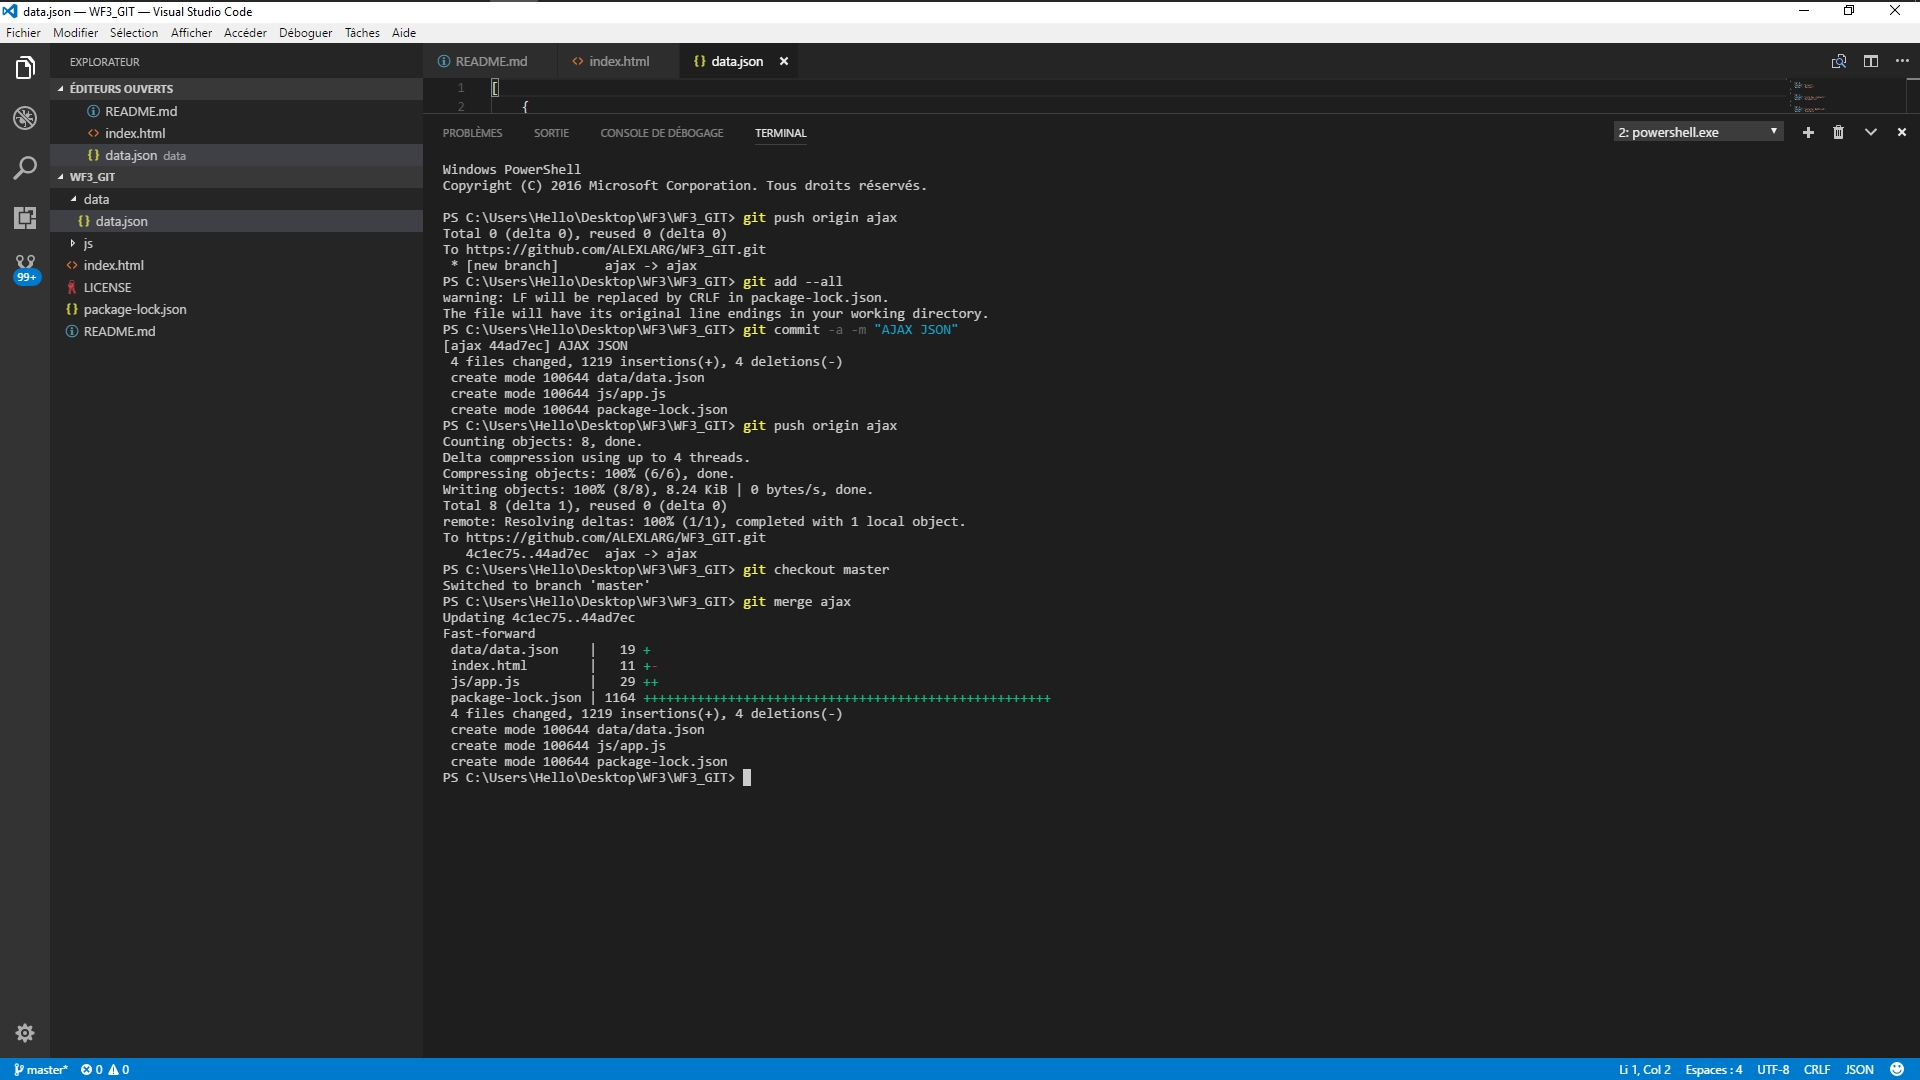 data.json — WF3_GIT — Visual Studio Code
Fichier Modifier Sélection Afficher Accéder Déboguer Tâches Aide
EXPLORATEUR
ÉDITEURS OUVERTS
README.md
index.html
data.json data
WF3_GIT
data
data.json
js
index.html
LICENSE
package-lock.json
README.md
99+
README.md index.html data.json
1 [
2 {
PROBLÈMES SORTIE CONSOLE DE DÉBOGAGE TERMINAL 2: powershell.exe
Windows PowerShell
Copyright (C) 2016 Microsoft Corporation. Tous droits réservés.
PS C:\Users\Hello\Desktop\WF3\WF3_GIT> git push origin ajax
Total 0 (delta 0), reused 0 (delta 0)
To https://github.com/ALEXLARG/WF3_GIT.git
* [new branch] ajax -> ajax
PS C:\Users\Hello\Desktop\WF3\WF3_GIT> git add --all
warning: LF will be replaced by CRLF in package-lock.json.
The file will have its original line endings in your working directory.
PS C:\Users\Hello\Desktop\WF3\WF3_GIT> git commit -a -m "AJAX JSON"
[ajax 44ad7ec] AJAX JSON
4 files changed, 1219 insertions(+), 4 deletions(-)
create mode 100644 data/data.json
create mode 100644 js/app.js
create mode 100644 package-lock.json
PS C:\Users\Hello\Desktop\WF3\WF3_GIT> git push origin ajax
Counting objects: 8, done.
Delta compression using up to 4 threads.
Compressing objects: 100% (6/6), done.
Writing objects: 100% (8/8), 8.24 KiB | 0 bytes/s, done.
Total 8 (delta 1), reused 0 (delta 0)
remote: Resolving deltas: 100% (1/1), completed with 1 local object.
To https://github.com/ALEXLARG/WF3_GIT.git
4c1ec75..44ad7ec ajax -> ajax
PS C:\Users\Hello\Desktop\WF3\WF3_GIT> git checkout master
Switched to branch 'master'
PS C:\Users\Hello\Desktop\WF3\WF3_GIT> git merge ajax
Updating 4c1ec75..44ad7ec
Fast-forward
data/data.json | 19 +
index.html | 11 +-
js/app.js | 29 ++
package-lock.json | 1164 +++++++++++++++++++++++++++++++++++++++++++++++++++++
4 files changed, 1219 insertions(+), 4 deletions(-)
create mode 100644 data/data.json
create mode 100644 js/app.js
create mode 100644 package-lock.json
PS C:\Users\Hello\Desktop\WF3\WF3_GIT>
master* 0 0 Li 1, Col 2 Espaces : 4 UTF-8 CRLF JSON